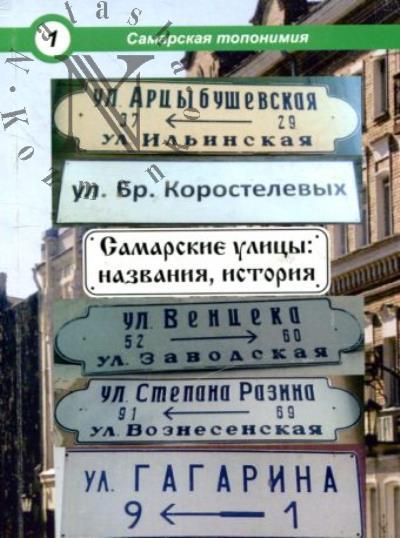 1 Самарская топонимия
ул. Арцыбушевская
37 ← 29
ул. Ильинская
ул. Бр. Коростелевых
Самарские улицы:
названия, история
ул. Венцека
52 → 60
ул. Заводская
ул. Степана Разина
91 ← 69
ул. Вознесенская
ул. ГАГАРИНА
9 ← 1